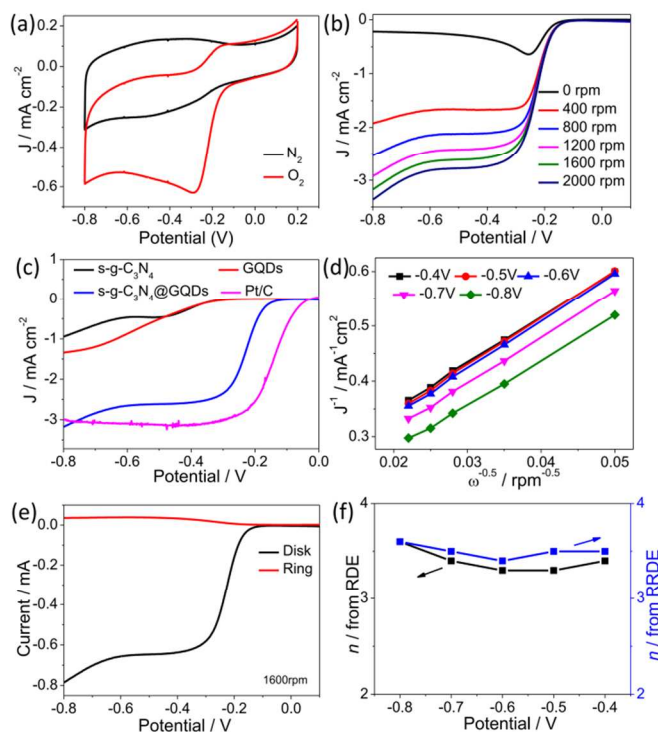 (a)
0.2
0.0
-0.2
-0.4
-0.6
J / mA cm-2
N2
O2
-0.8 -0.6 -0.4 -0.2 0.0 0.2
Potential (V)
(b)
0
-1
-2
-3
J / mA cm-2
0 rpm
400 rpm
800 rpm
1200 rpm
1600 rpm
2000 rpm
-0.8 -0.6 -0.4 -0.2 0.0
Potential / V
(c)
s-g-C3N4 GQDs
s-g-C3N4@GQDs Pt/C
1
0
-1
-2
-3
J / mA cm-2
-0.8 -0.6 -0.4 -0.2 0.0
Potential / V
(d)
-0.4V -0.5V -0.6V
-0.7V -0.8V
0.6
0.5
0.4
0.3
J-1 / mA-1cm2
0.02 0.03 0.04 0.05
ω-0.5 / rpm-0.5
(e)
0.0
-0.2
-0.4
-0.6
-0.8
Current / mA
Disk
Ring
1600rpm
-0.8 -0.6 -0.4 -0.2 0.0
Potential / V
(f)
4
3
2
n / from RDE
4
3
2
n / from RRDE
-0.8 -0.7 -0.6 -0.5 -0.4
Potential / V